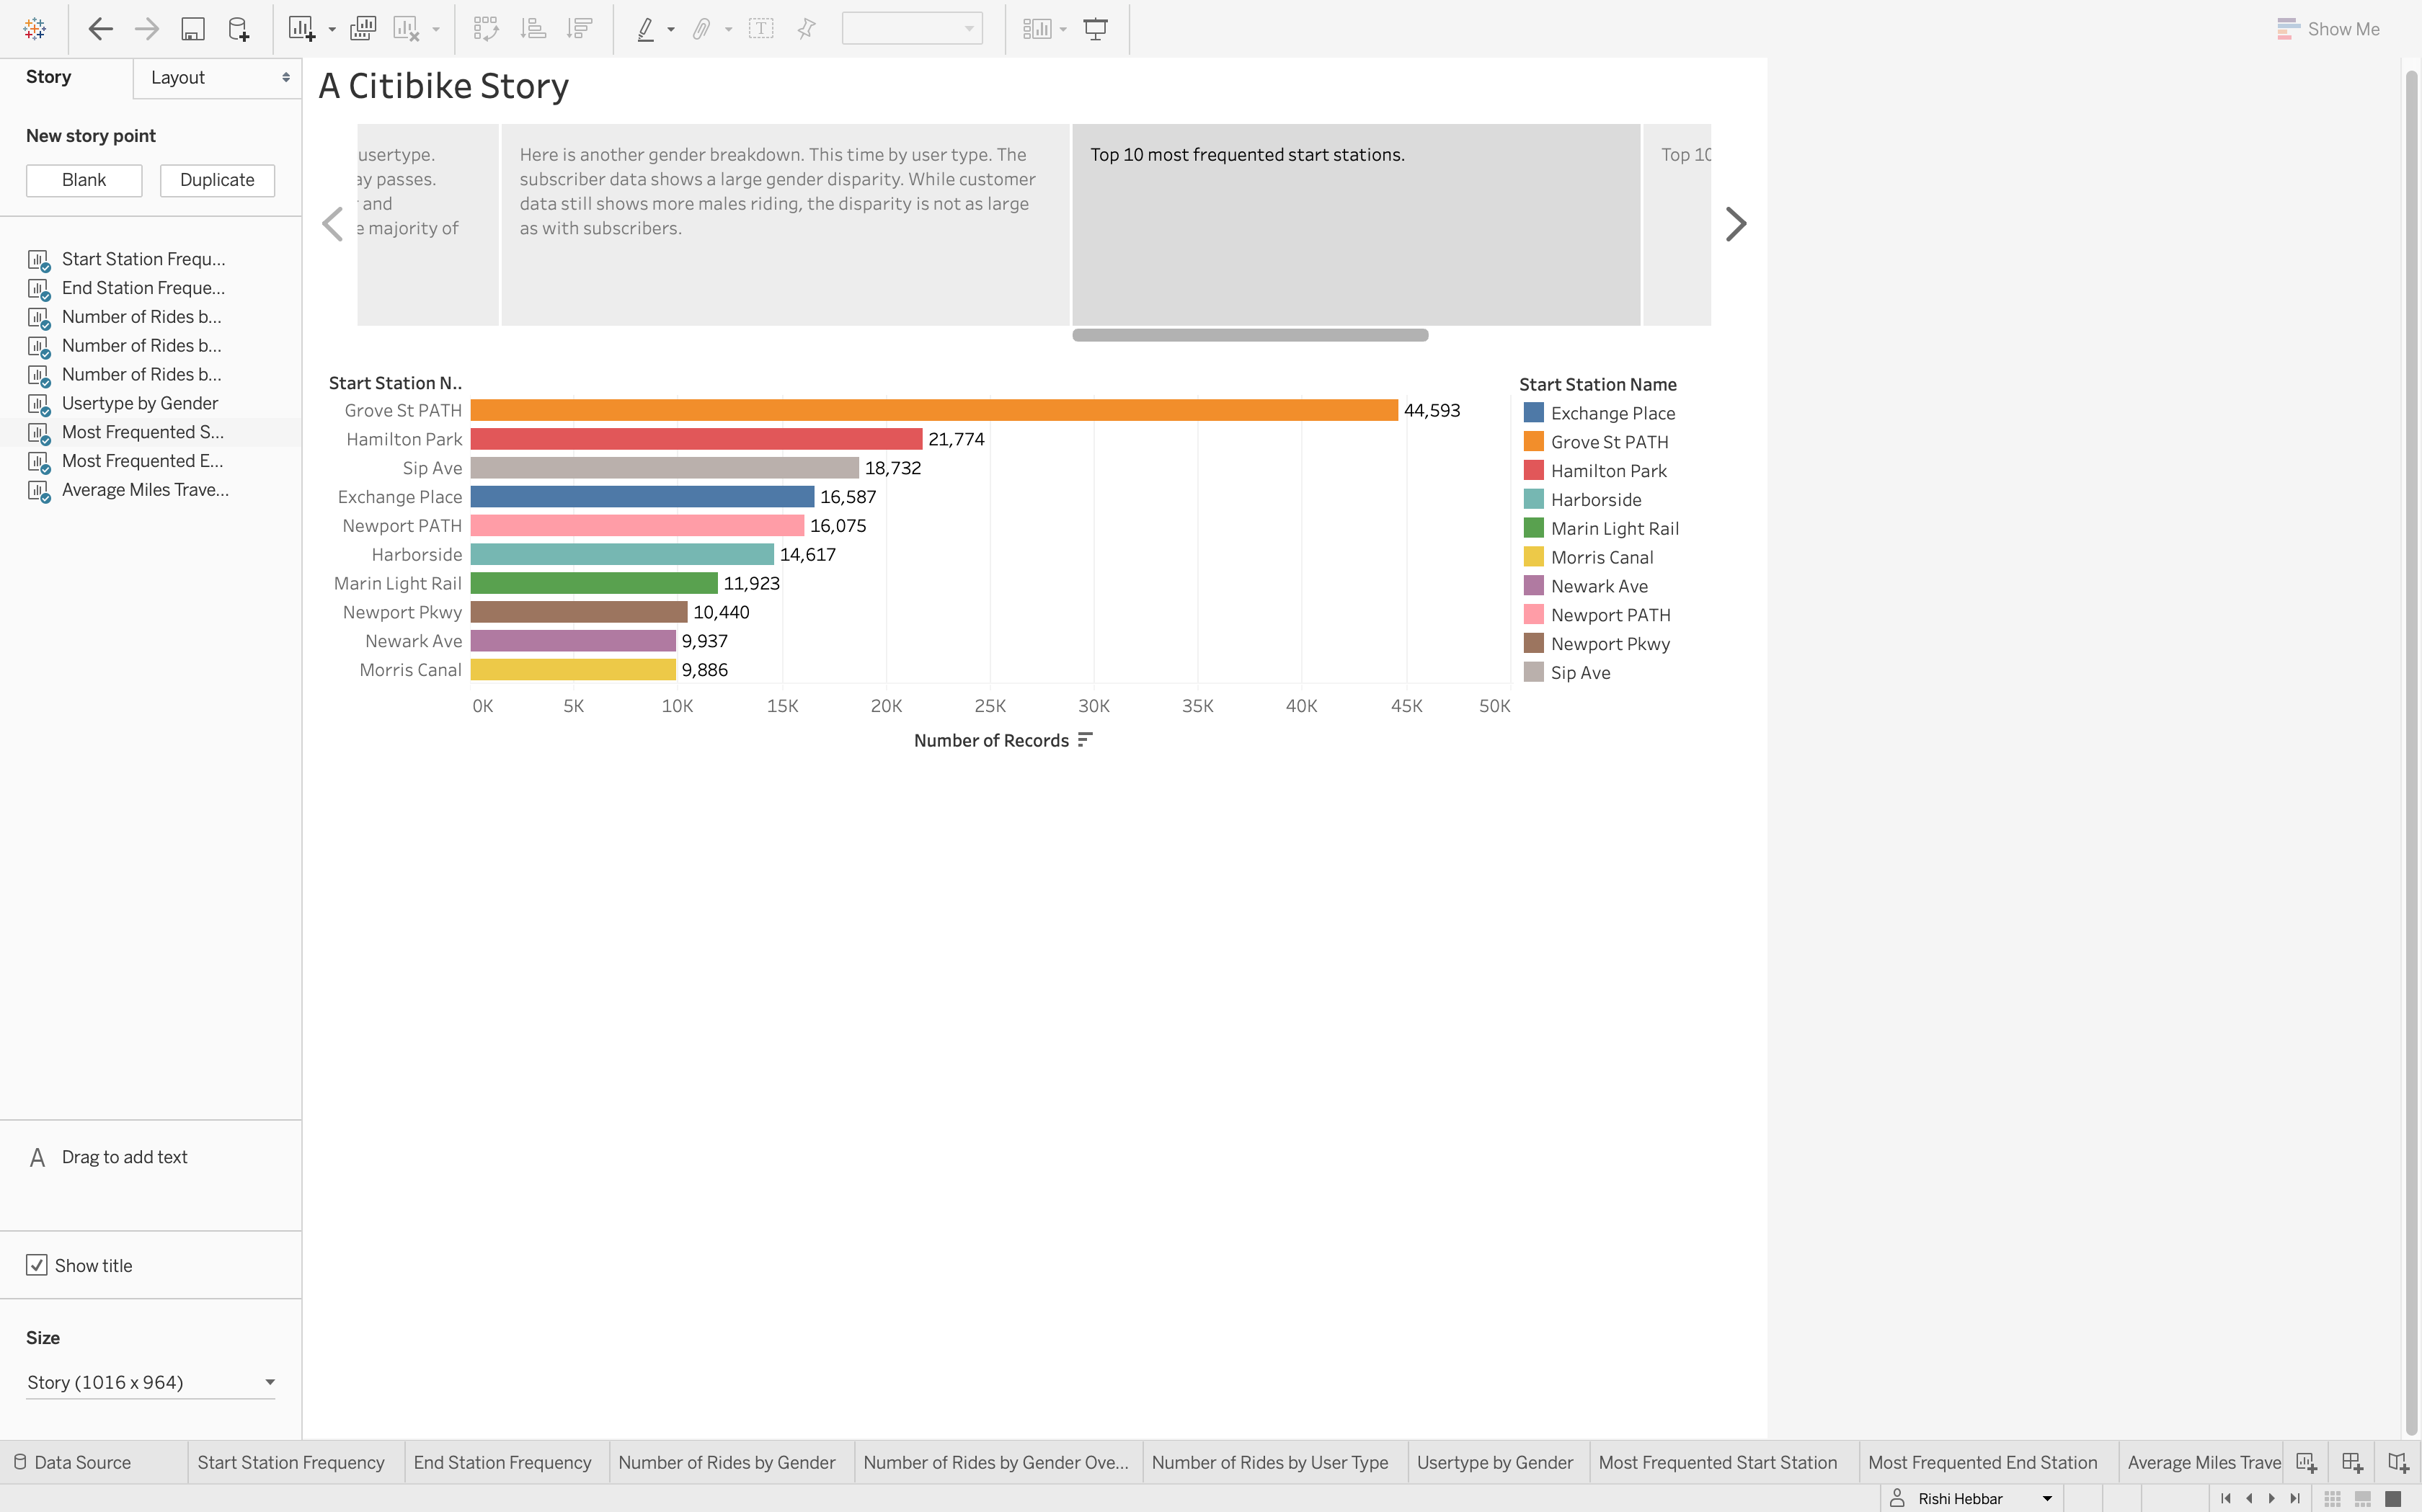 Show Me
Story
Layout
New story point
Blank
Duplicate
Start Station Frequ...
End Station Freque...
Number of Rides b...
Number of Rides b...
Number of Rides b...
Usertype by Gender
Most Frequented S...
Most Frequented E...
Average Miles Trave...
A Drag to add text
Show title
Size
Story (1016 x 964)
A Citibike Story
usertype.
ay passes.
and
e majority of
Here is another gender breakdown. This time by user type. The
subscriber data shows a large gender disparity. While customer
data still shows more males riding, the disparity is not as large
as with subscribers.
Top 10 most frequented start stations.
Top 10
Start Station N..
Grove St PATH 44,593
Hamilton Park 21,774
Sip Ave 18,732
Exchange Place 16,587
Newport PATH 16,075
Harborside 14,617
Marin Light Rail 11,923
Newport Pkwy 10,440
Newark Ave 9,937
Morris Canal 9,886
0K 5K 10K 15K 20K 25K 30K 35K 40K 45K 50K
Number of Records
Start Station Name
Exchange Place
Grove St PATH
Hamilton Park
Harborside
Marin Light Rail
Morris Canal
Newark Ave
Newport PATH
Newport Pkwy
Sip Ave
Data Source Start Station Frequency End Station Frequency Number of Rides by Gender Number of Rides by Gender Ove... Number of Rides by User Type Usertype by Gender Most Frequented Start Station Most Frequented End Station Average Miles Trave
Rishi Hebbar